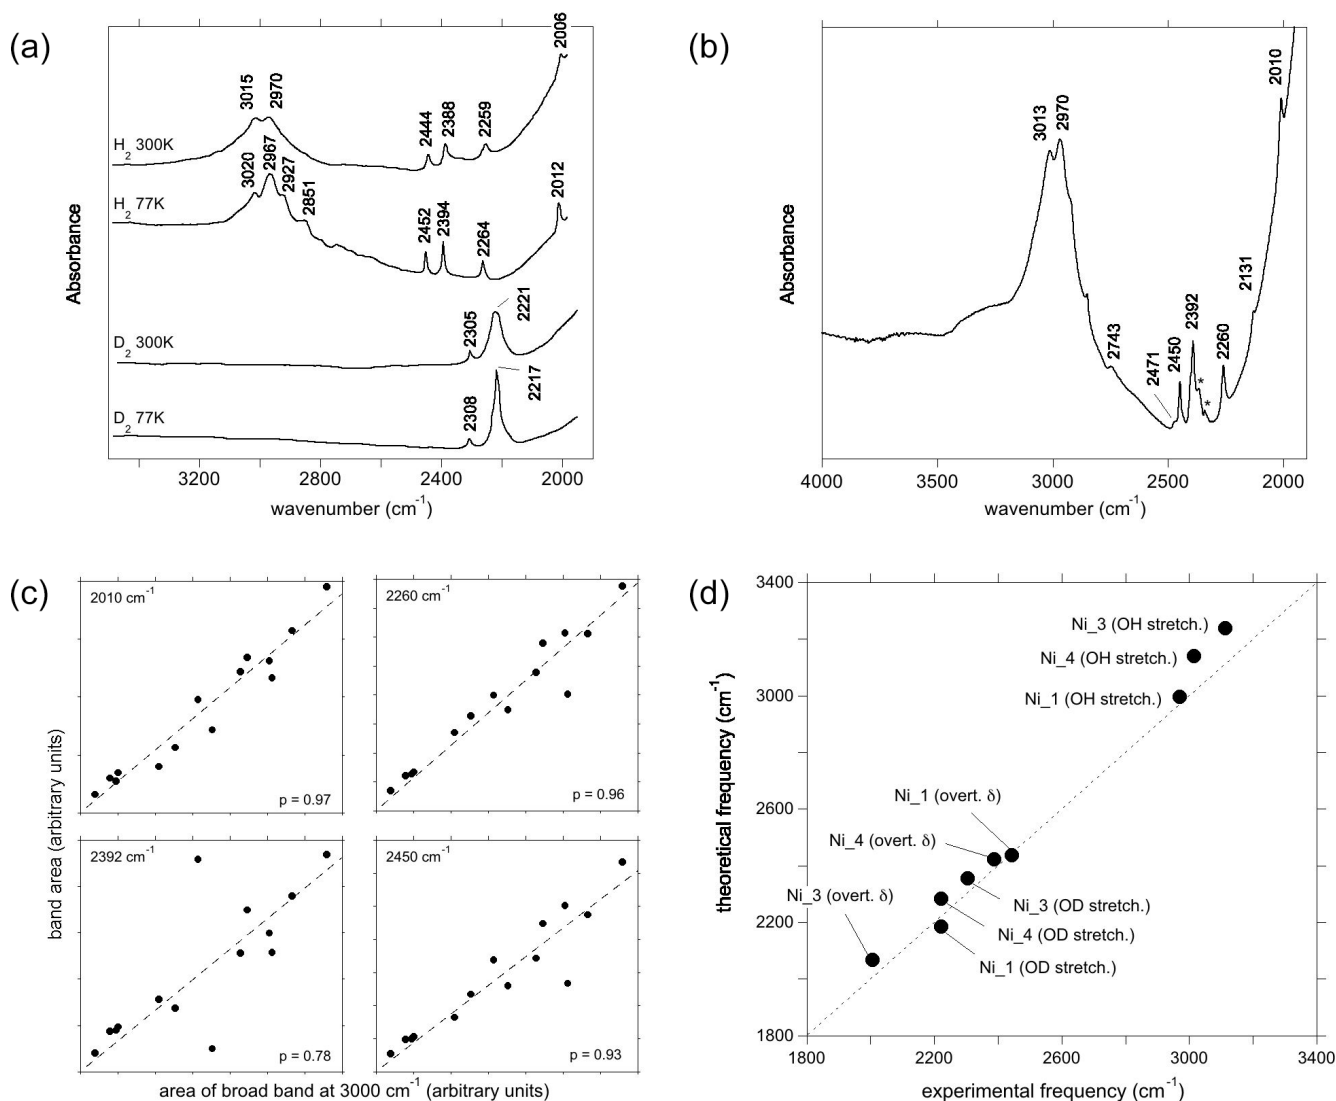 (a)
2006
3015
2970
2444
2388
2259
H2 300K
3020
2967
2927
2851
2012
H2 77K
2452
2394
2264
2221
2305
D2 300K
2217
2308
D2 77K
Absorbance
3200
2800
2400
2000
wavenumber (cm-1)
(b)
2010
3013
2970
2131
2392
2743
2471
2450
2260
*
*
Absorbance
4000
3500
3000
2500
2000
wavenumber (cm-1)
(c)
2010 cm-1
p = 0.97
2260 cm-1
p = 0.96
2392 cm-1
p = 0.78
2450 cm-1
p = 0.93
band area (arbitrary units)
area of broad band at 3000 cm-1 (arbitrary units)
(d)
3400
3000
2600
2200
1800
theoretical frequency (cm-1)
Ni_3 (OH stretch.)
Ni_4 (OH stretch.)
Ni_1 (OH stretch.)
Ni_1 (overt. δ)
Ni_4 (overt. δ)
Ni_3 (overt. δ)
Ni_3 (OD stretch.)
Ni_4 (OD stretch.)
Ni_1 (OD stretch.)
1800
2200
2600
3000
3400
experimental frequency (cm-1)